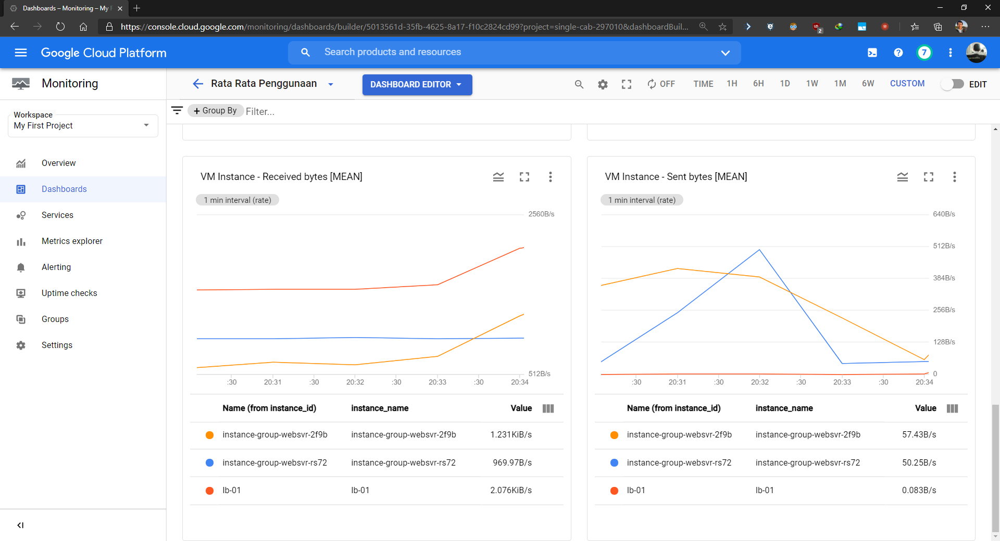 Dashboards – Monitoring – My F
https://console.cloud.google.com/monitoring/dashboards/builder/5013561d-35fb-4625-8a17-f10c2824cd99?project=single-cab-297010&dashboardBuil...
2
Google Cloud Platform
Search products and resources
7
Monitoring
Rata Rata Penggunaan
DASHBOARD EDITOR
OFF TIME 1H 6H 1D 1W 1M 6W CUSTOM EDIT
+ Group By Filter...
Workspace
My First Project
Overview
Dashboards
Services
Metrics explorer
Alerting
Uptime checks
Groups
Settings
VM Instance - Received bytes [MEAN]
1 min interval (rate)
2560B/s
512B/s
:30 20:31 :30 20:32 :30 20:33 :30 20:34
Name (from instance_id) instance_name Value
instance-group-websvr-2f9b instance-group-websvr-2f9b 1.231KiB/s
instance-group-websvr-rs72 instance-group-websvr-rs72 969.97B/s
lb-01 lb-01 2.076KiB/s
VM Instance - Sent bytes [MEAN]
1 min interval (rate)
640B/s
512B/s
384B/s
256B/s
128B/s
0
:30 20:31 :30 20:32 :30 20:33 :30 20:34
Name (from instance_id) instance_name Value
instance-group-websvr-2f9b instance-group-websvr-2f9b 57.43B/s
instance-group-websvr-rs72 instance-group-websvr-rs72 50.25B/s
lb-01 lb-01 0.083B/s